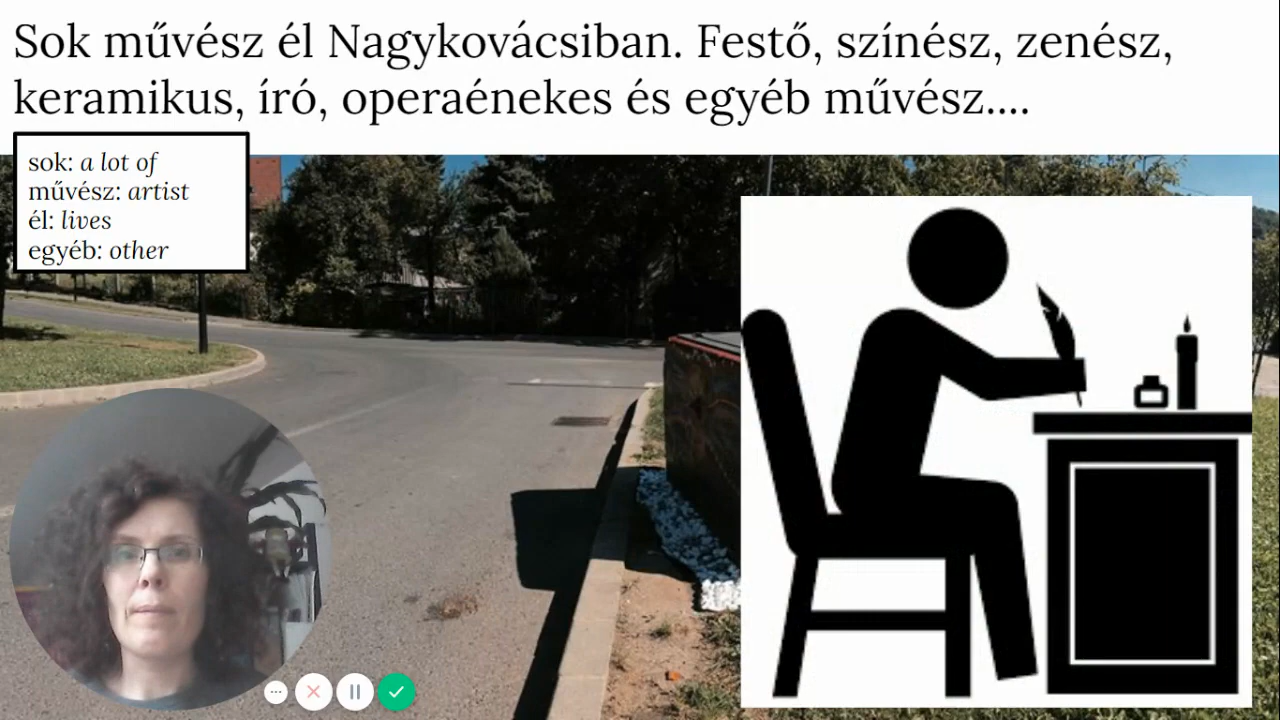 Sok művész él Nagykovácsiban. Festő, színész, zenész,
keramikus, író, operaénekes és egyéb művész....
sok: a lot of
művész: artist
él: lives
egyéb: other